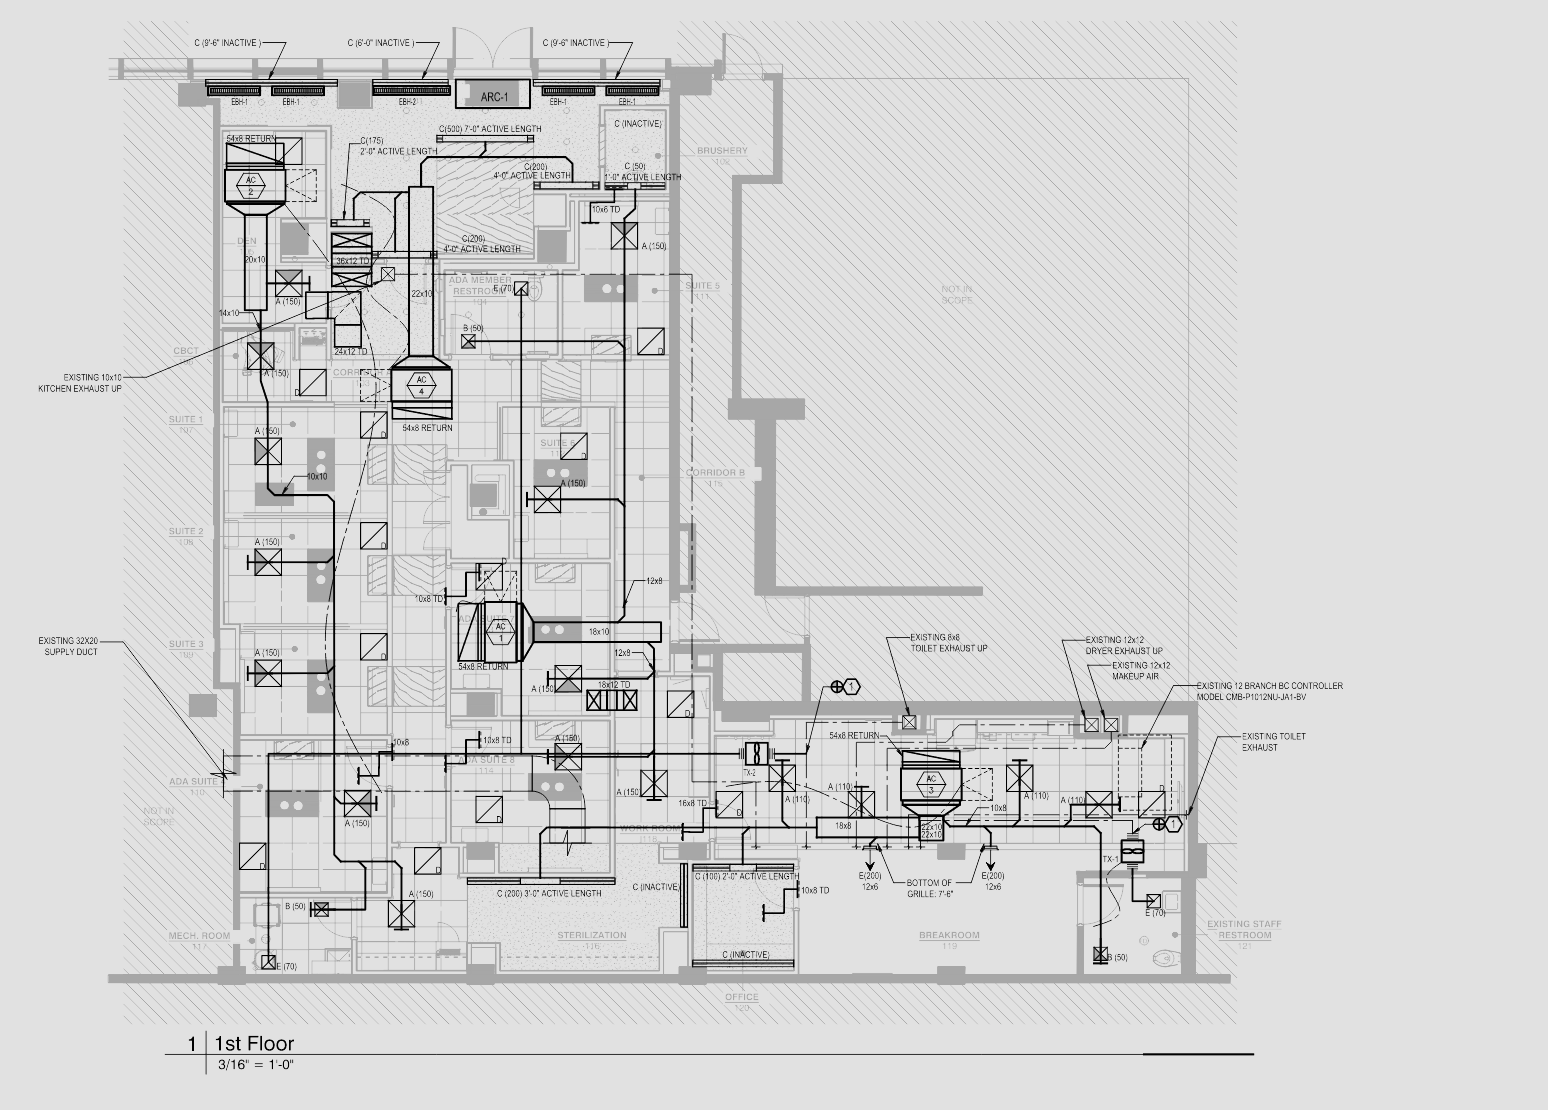 C (9'-6" INACTIVE )
C (6'-0" INACTIVE )
C (9'-6" INACTIVE )
EBH-1
EBH-1
EBH-2
ARC-1
EBH-1
EBH-1
C (INACTIVE)
C(500) 7'-0" ACTIVE LENGTH
54x8 RETURN
C(175)
2'-0" ACTIVE LENGTH
BRUSHERY
102
C(200)
4'-0" ACTIVE LENGTH
C (50)
1'-0" ACTIVE LENGTH
AC
2
10x6 TD
DEN
20x10
C(200)
4'-0" ACTIVE LENGTH
A (150)
36x12 TD
ADA MEMBER
RESTROOM
104
E (70)
SUITE 5
111
NOT IN
SCOPE
22x10
A (150)
14x10
B (50)
24x12 TD
CBCT
A (150)
D
D
EXISTING 10x10
KITCHEN EXHAUST UP
AC
4
54x8 RETURN
SUITE 1
107
A (150)
D
SUITE 6
D
10x10
A (150)
CORRIDOR B
115
SUITE 2
108
D
A (150)
D
12x8
10x8 TD
AC
1
18x10
EXISTING 32X20
SUPPLY DUCT
SUITE 3
109
A (150)
D
54x8 RETURN
12x8
A (150)
18x12 TD
D
EXISTING 8x8
TOILET EXHAUST UP
EXISTING 12x12
DRYER EXHAUST UP
EXISTING 12x12
MAKEUP AIR
EXISTING 12 BRANCH BC CONTROLLER
MODEL CMB-P1012NU-JA1-BV
1
EXISTING TOILET
EXHAUST
10x8
10x8 TD
A (150)
54x8 RETURN
ADA SUITE 8
114
TX-2
AC
3
ADA SUITE 4
110
A (150)
A (110)
A (110)
A (110)
A (110)
D
NOT IN
SCOPE
A (150)
D
16x8 TD
D
10x8
WORK ROOM
118
18x8
22x10
22x10
1
D
D
TX-1
E(200)
12x6
E(200)
12x6
BOTTOM OF
GRILLE: 7'-6"
C (200) 3'-0" ACTIVE LENGTH
C (INACTIVE)
C (100) 2'-0" ACTIVE LENGTH
10x8 TD
A (150)
B (50)
E (70)
MECH. ROOM
117
STERILIZATION
116
BREAKROOM
119
EXISTING STAFF
RESTROOM
121
C (INACTIVE)
B (50)
E (70)
OFFICE
120
1
1st Floor
3/16" = 1'-0"